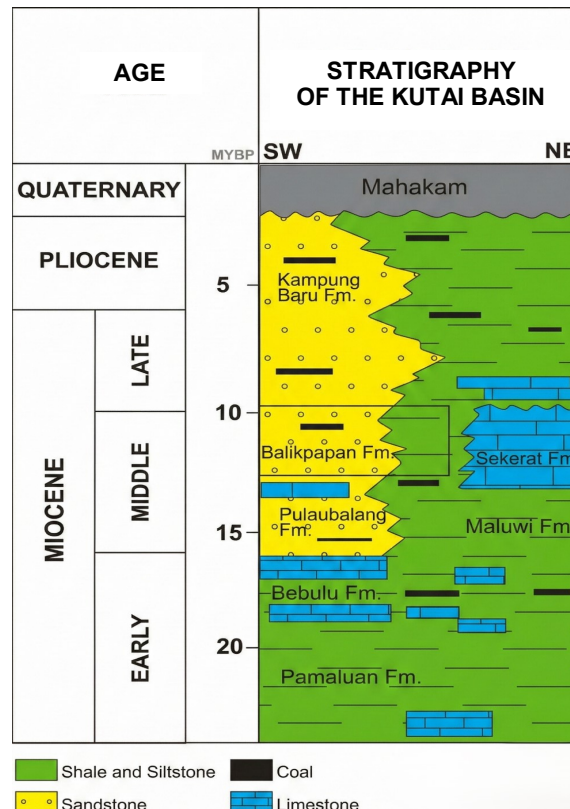 AGE
STRATIGRAPHY
OF THE KUTAI BASIN
MYBP
SW
NE
QUATERNARY
Mahakam
PLIOCENE
5
Kampung
Baru Fm.
MIOCENE
LATE
10
MIDDLE
Balikpapan Fm.
Sekerat Fm
Pulaubalang
Fm.
15
Maluwi Fm
EARLY
Bebulu Fm.
20
Pamaluan Fm.
Shale and Siltstone
Coal
Sandstone
Limestone